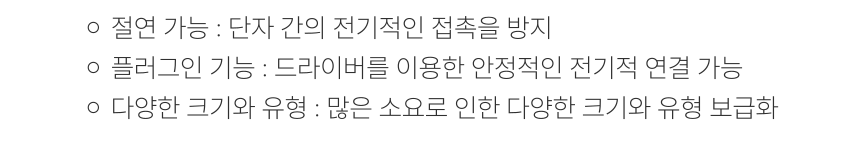 ○ 절연 가능 : 단자 간의 전기적인 접촉을 방지
○ 플러그인 기능 : 드라이버를 이용한 안정적인 전기적 연결 가능
○ 다양한 크기와 유형 : 많은 소요로 인한 다양한 크기와 유형 보급화